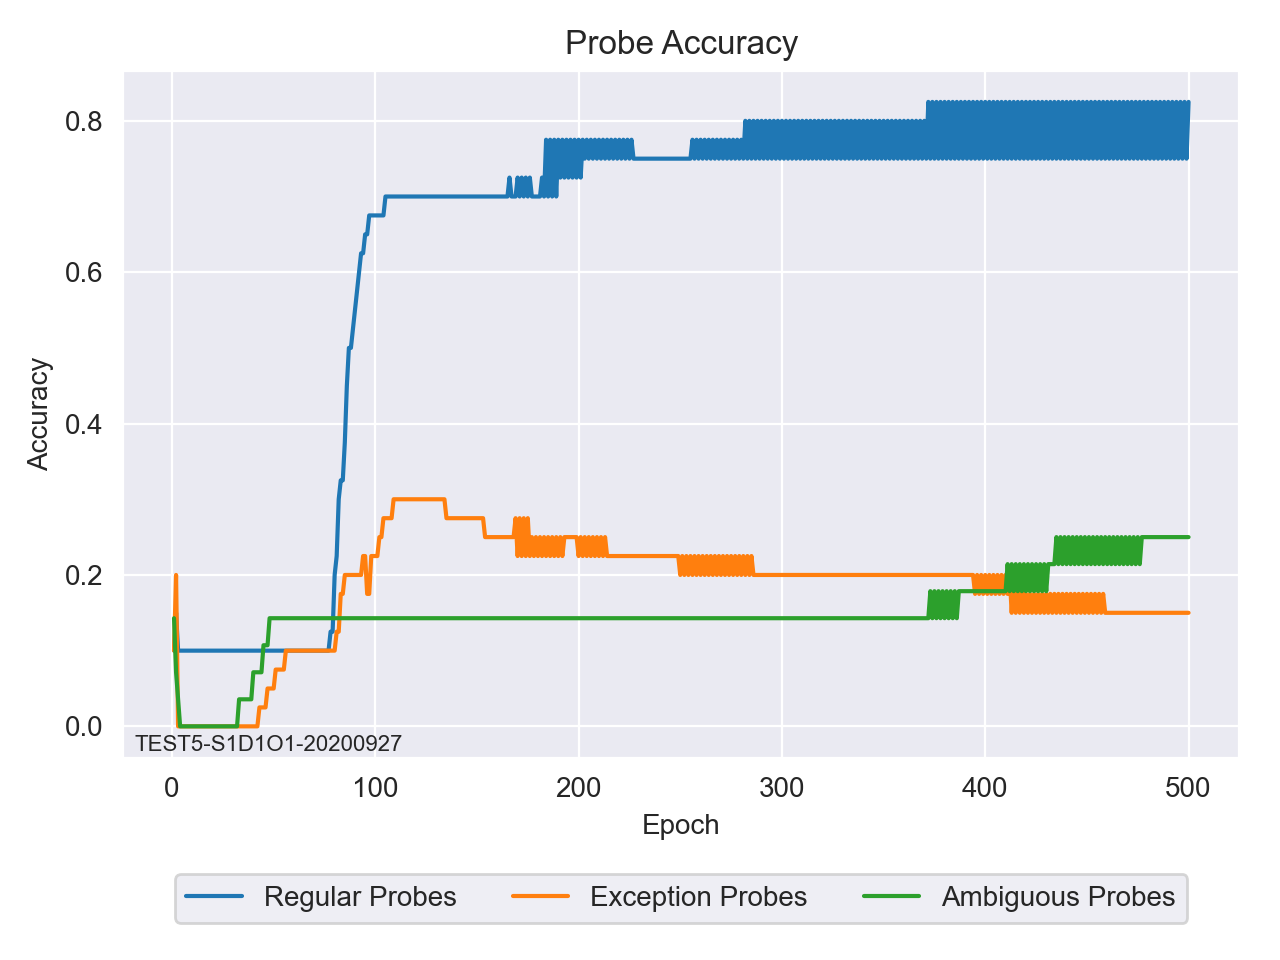 Probe Accuracy
0.8
0.6
0.4
0.2
0.0
Accuracy
TEST5-S1D1O1-20200927
0 100 200 300 400 500
Epoch
Regular Probes Exception Probes Ambiguous Probes